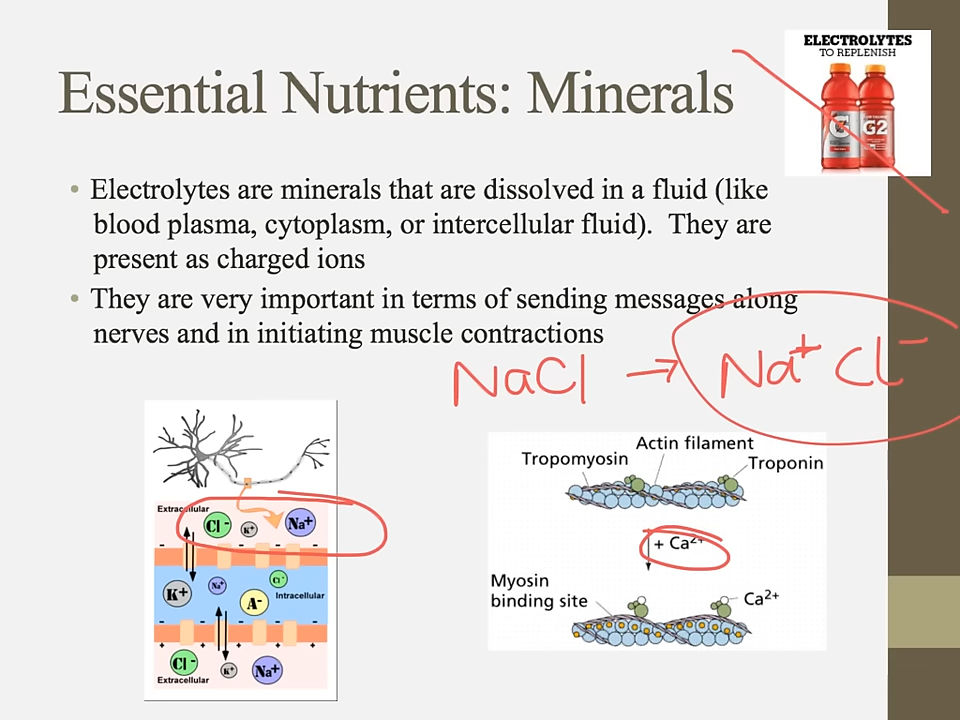 ELECTROLYTES
TO REPLENISH
G G2
Essential Nutrients: Minerals
• Electrolytes are minerals that are dissolved in a fluid (like
blood plasma, cytoplasm, or intercellular fluid).  They are
present as charged ions
• They are very important in terms of sending messages along
nerves and in initiating muscle contractions
NaCl → Na+ Cl-
Extracellular
Cl- K+ Na+
- - - -
K+ Na+ Cl-
A- Intracellular
+ + + + +
Cl- K+ Na+
Extracellular
Actin filament
Tropomyosin
Troponin
+ Ca2+
Myosin
binding site
Ca2+